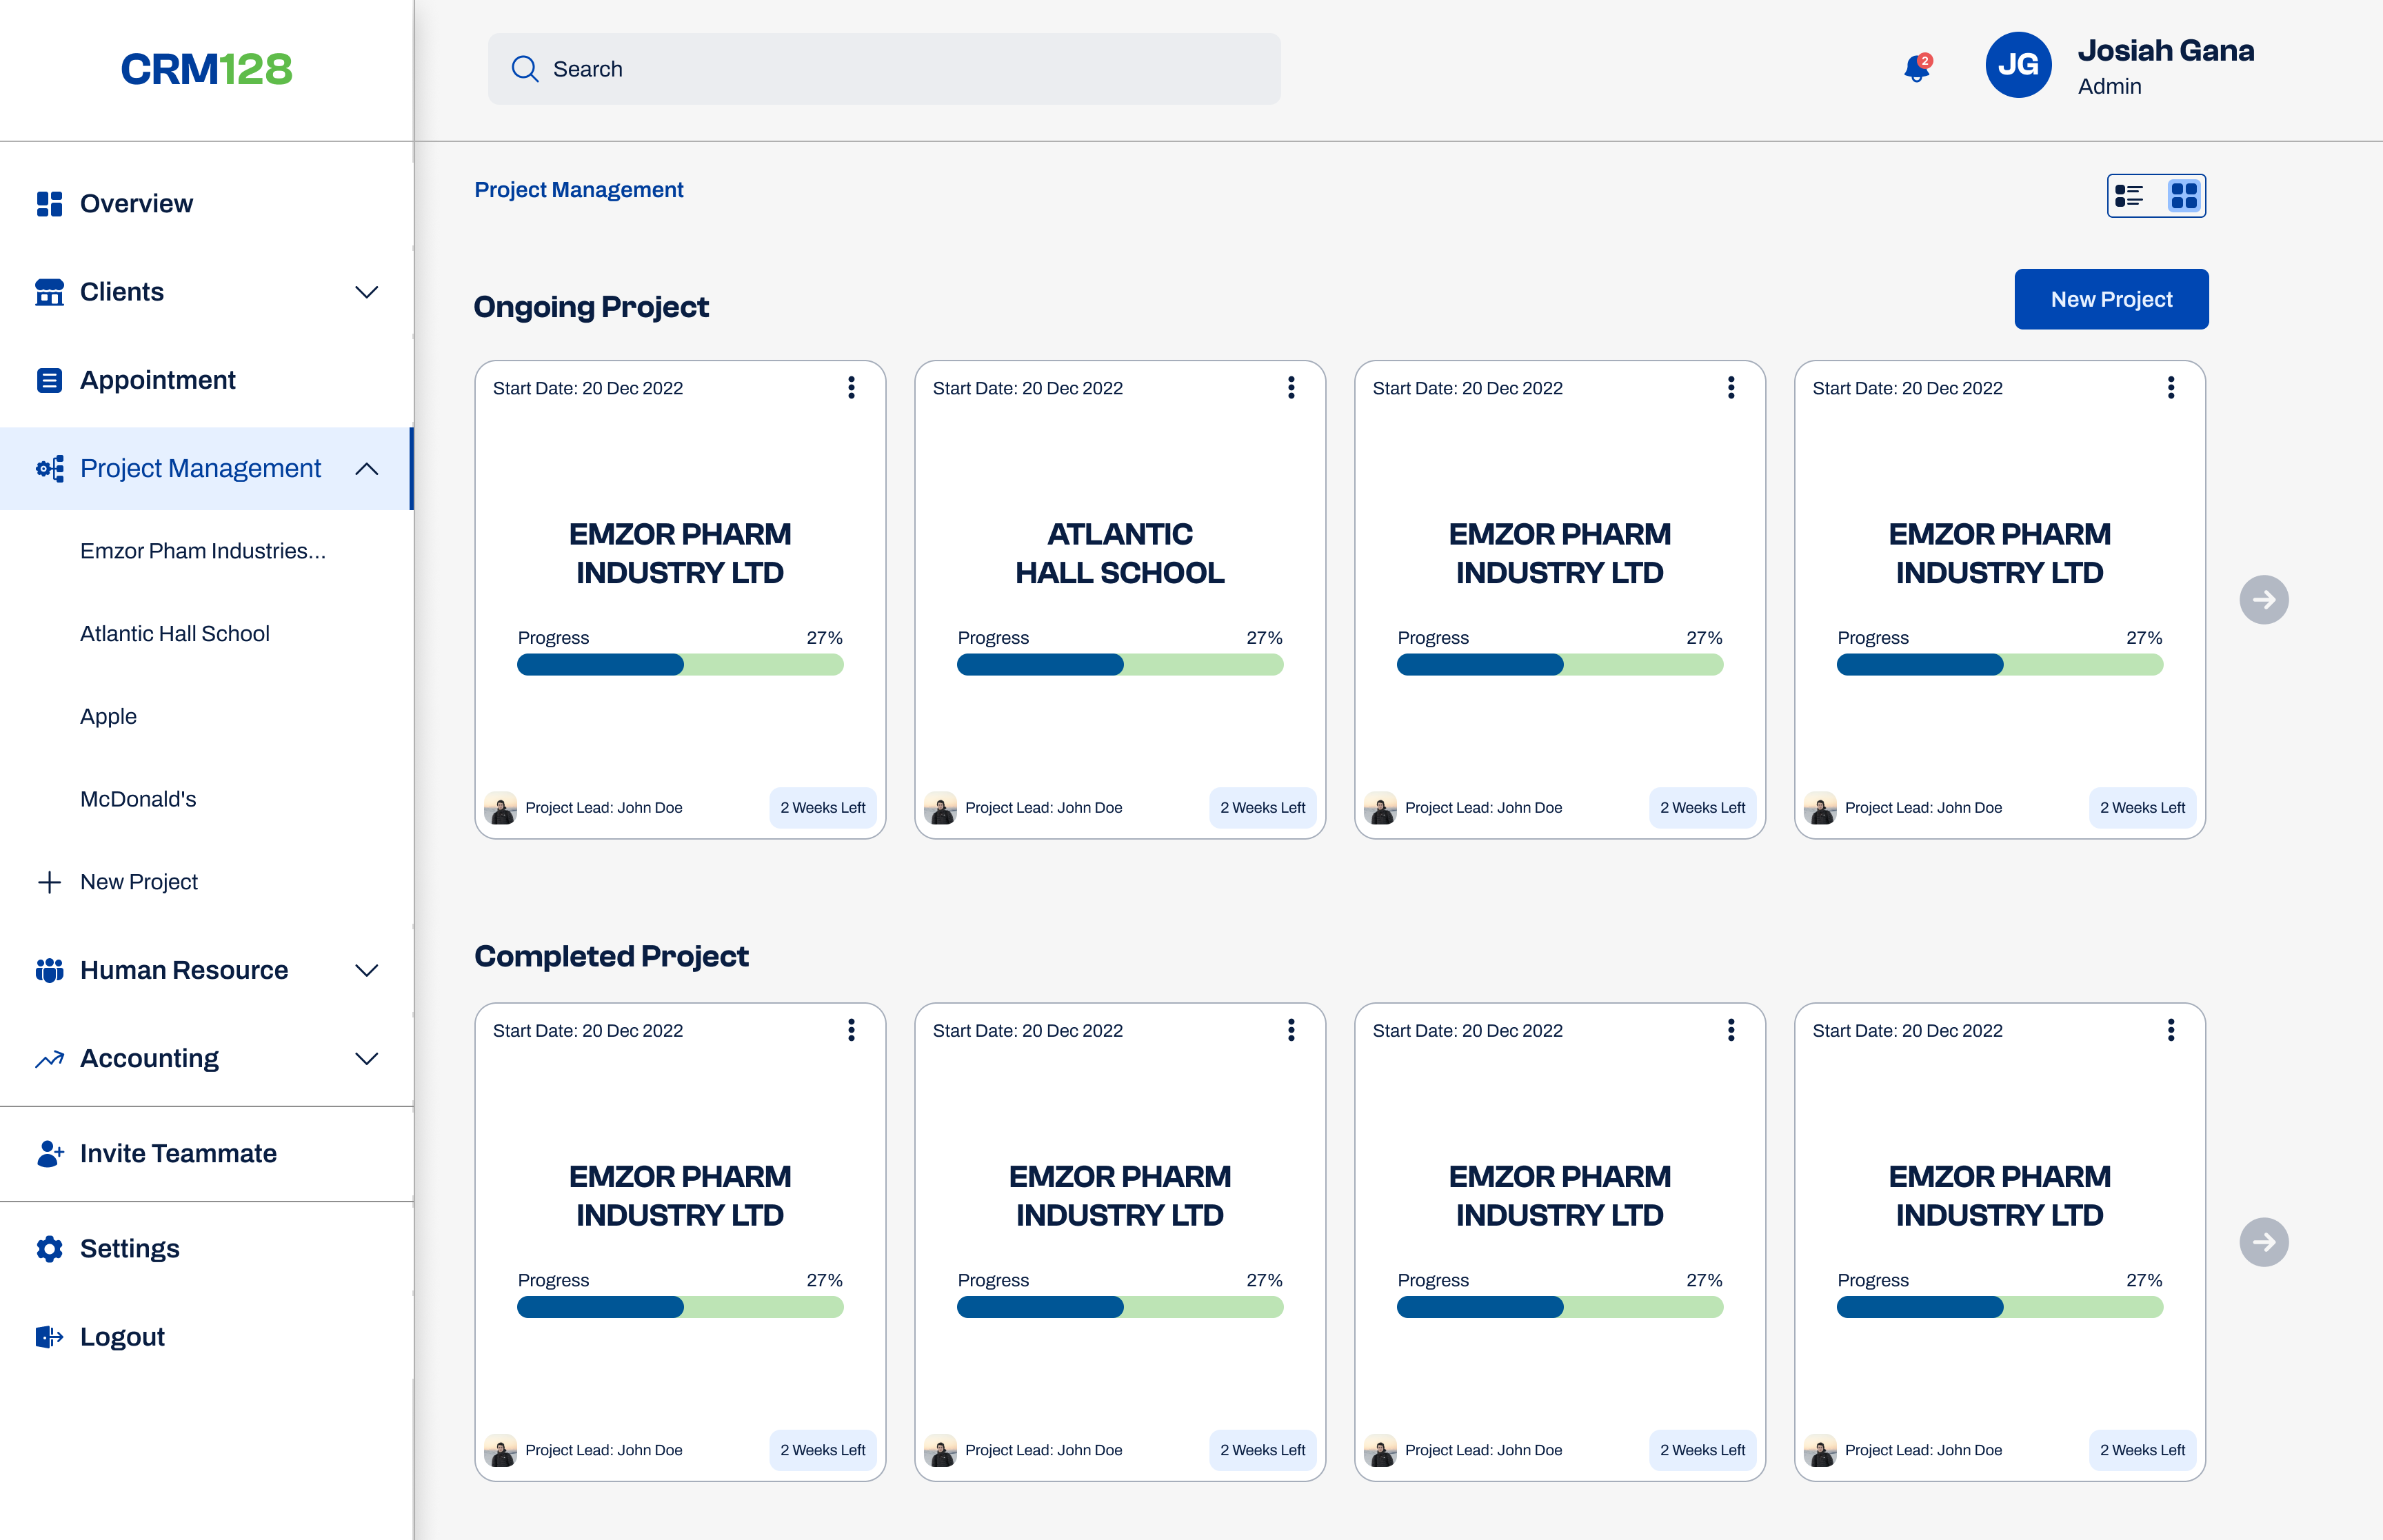 CRM128
Search
2
JG
Josiah Gana
Admin
Overview
Clients
Appointment
Project Management
Emzor Pham Industries...
Atlantic Hall School
Apple
McDonald's
New Project
Human Resource
Accounting
Invite Teammate
Settings
Logout
Project Management
Ongoing Project
New Project
Start Date: 20 Dec 2022
EMZOR PHARM
INDUSTRY LTD
Progress 27%
Project Lead: John Doe 2 Weeks Left
Start Date: 20 Dec 2022
ATLANTIC
HALL SCHOOL
Progress 27%
Project Lead: John Doe 2 Weeks Left
Start Date: 20 Dec 2022
EMZOR PHARM
INDUSTRY LTD
Progress 27%
Project Lead: John Doe 2 Weeks Left
Start Date: 20 Dec 2022
EMZOR PHARM
INDUSTRY LTD
Progress 27%
Project Lead: John Doe 2 Weeks Left
Completed Project
Start Date: 20 Dec 2022
EMZOR PHARM
INDUSTRY LTD
Progress 27%
Project Lead: John Doe 2 Weeks Left
Start Date: 20 Dec 2022
EMZOR PHARM
INDUSTRY LTD
Progress 27%
Project Lead: John Doe 2 Weeks Left
Start Date: 20 Dec 2022
EMZOR PHARM
INDUSTRY LTD
Progress 27%
Project Lead: John Doe 2 Weeks Left
Start Date: 20 Dec 2022
EMZOR PHARM
INDUSTRY LTD
Progress 27%
Project Lead: John Doe 2 Weeks Left